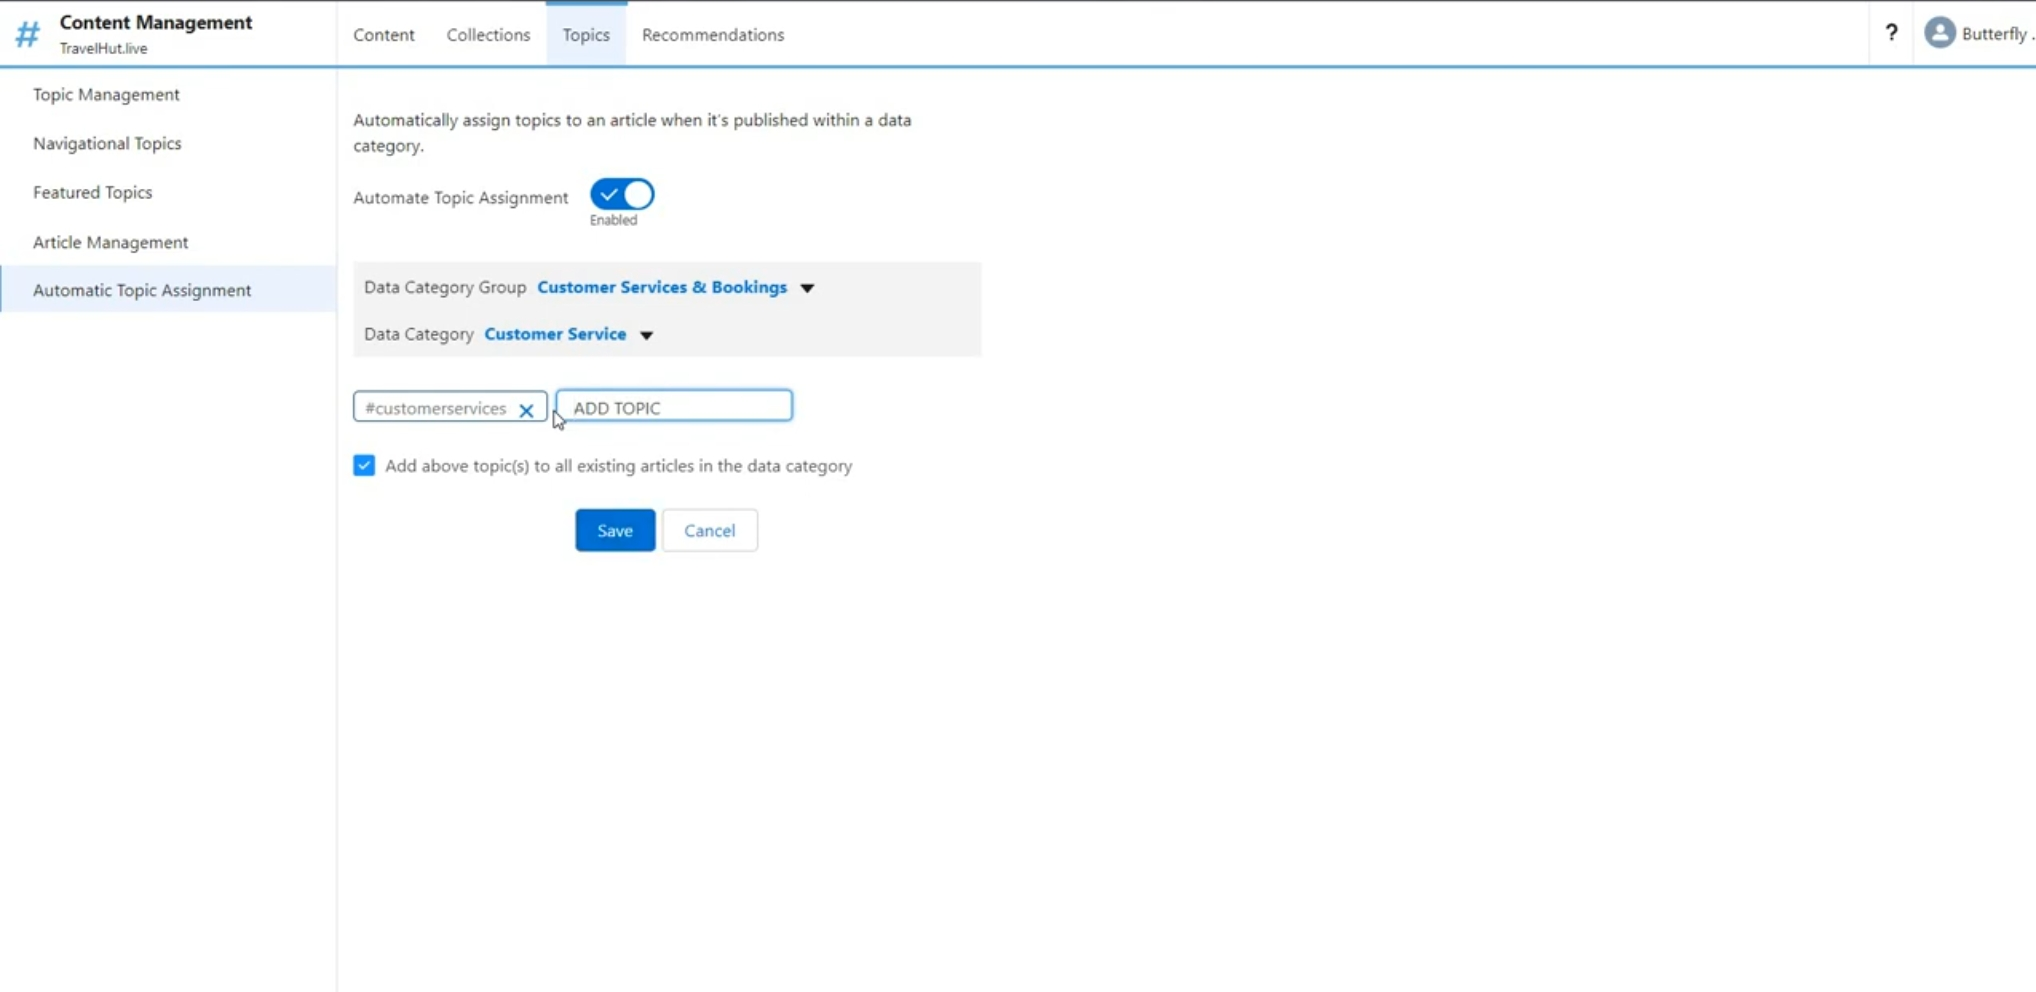 #
Content Management
TravelHut.live
Content
Collections
Topics
Recommendations
?
Butterfly .
Topic Management
Navigational Topics
Featured Topics
Article Management
Automatic Topic Assignment
Automatically assign topics to an article when it's published within a data
category.
Automate Topic Assignment
Enabled
Data Category Group Customer Services & Bookings
Data Category Customer Service
#customerservices
ADD TOPIC
Add above topic(s) to all existing articles in the data category
Save
Cancel